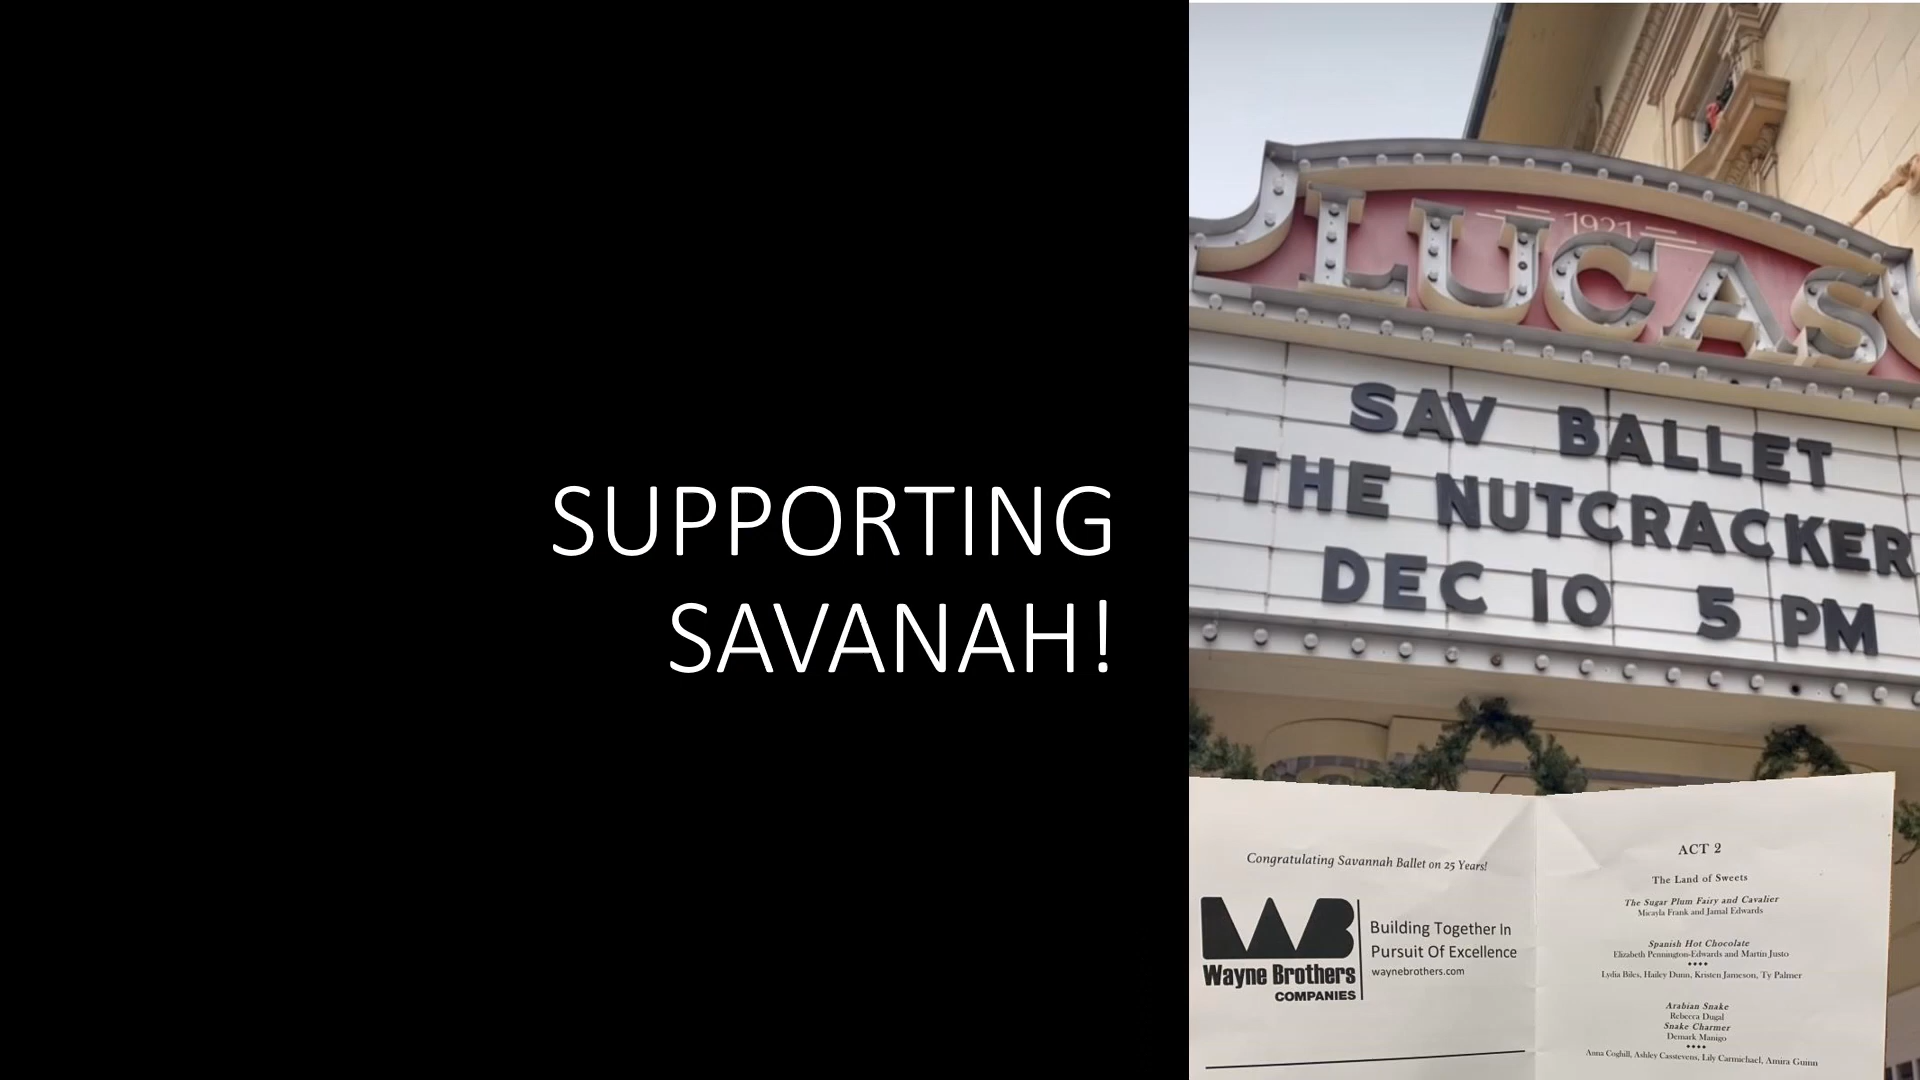 SUPPORTING
SAVANAH!
1921
LUCAS
SAV BALLET
THE NUTCRACKER
DEC 10 5 PM
Congratulating Savannah Ballet on 25 Years!
WB
Wayne Brothers
COMPANIES
Building Together In
Pursuit Of Excellence
waynebrothers.com
ACT 2
The Land of Sweets
The Sugar Plum Fairy and Cavalier
Micayla Frank and Jamal Edwards
Spanish Hot Chocolate
Elizabeth Pennington-Edwards and Martin Justo
****
Lydia Biles, Hailey Dunn, Kristen Jameson, Ty Palmer
Arabian Snake
Rebecca Dugal
Snake Charmer
Demark Manigo
****
Anna Coghill, Ashley Casstevens, Lily Carmichael, Amira Guinn